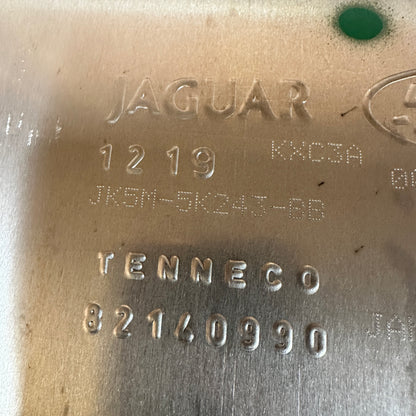 JAGUAR
1219 KXC3A
JK5M-5K243-BB
TENNECO
82140990